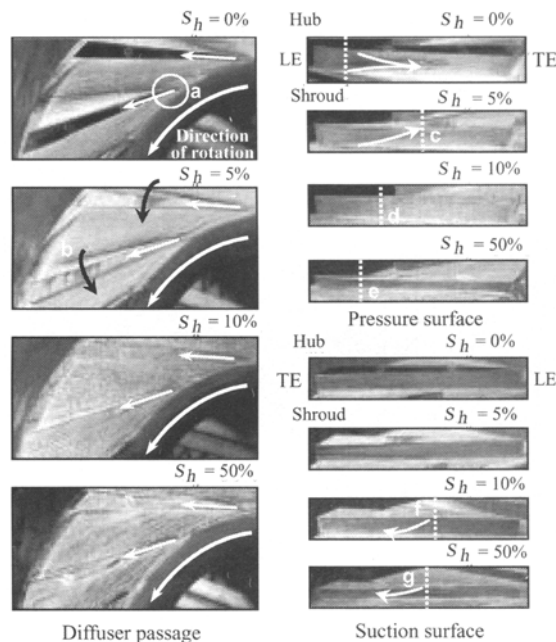 S_h = 0%
a
Direction
of rotation
S_h = 5%
b
S_h = 10%
S_h = 50%
Diffuser passage
S_h = 0%
Hub
LE
TE
Shroud
S_h = 5%
c
S_h = 10%
d
S_h = 50%
e
Pressure surface
Hub
S_h = 0%
TE
LE
Shroud
S_h = 5%
S_h = 10%
f
S_h = 50%
g
Suction surface